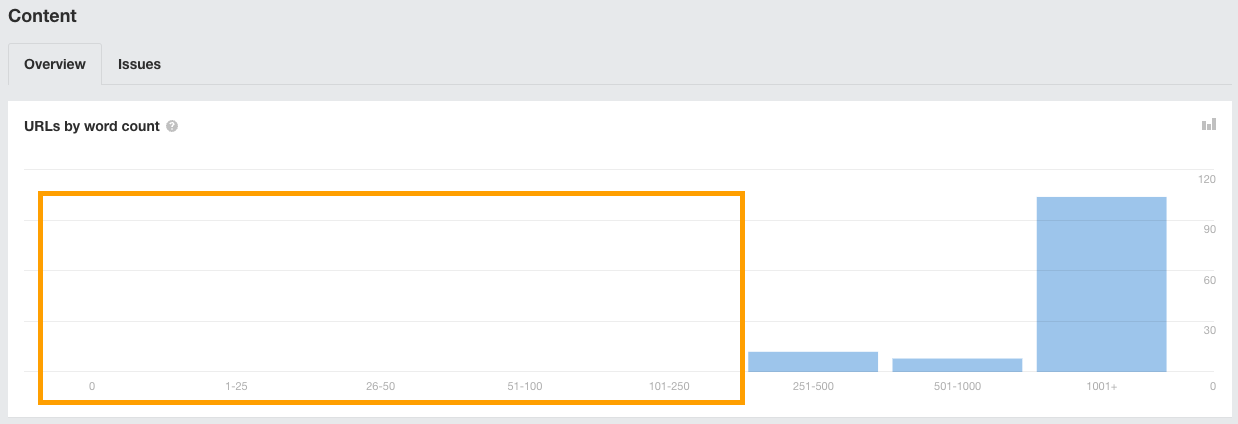 Content
Overview Issues
URLs by word count ?
120
90
60
30
0 1-25 26-50 51-100 101-250 251-500 501-1000 1001+ 0